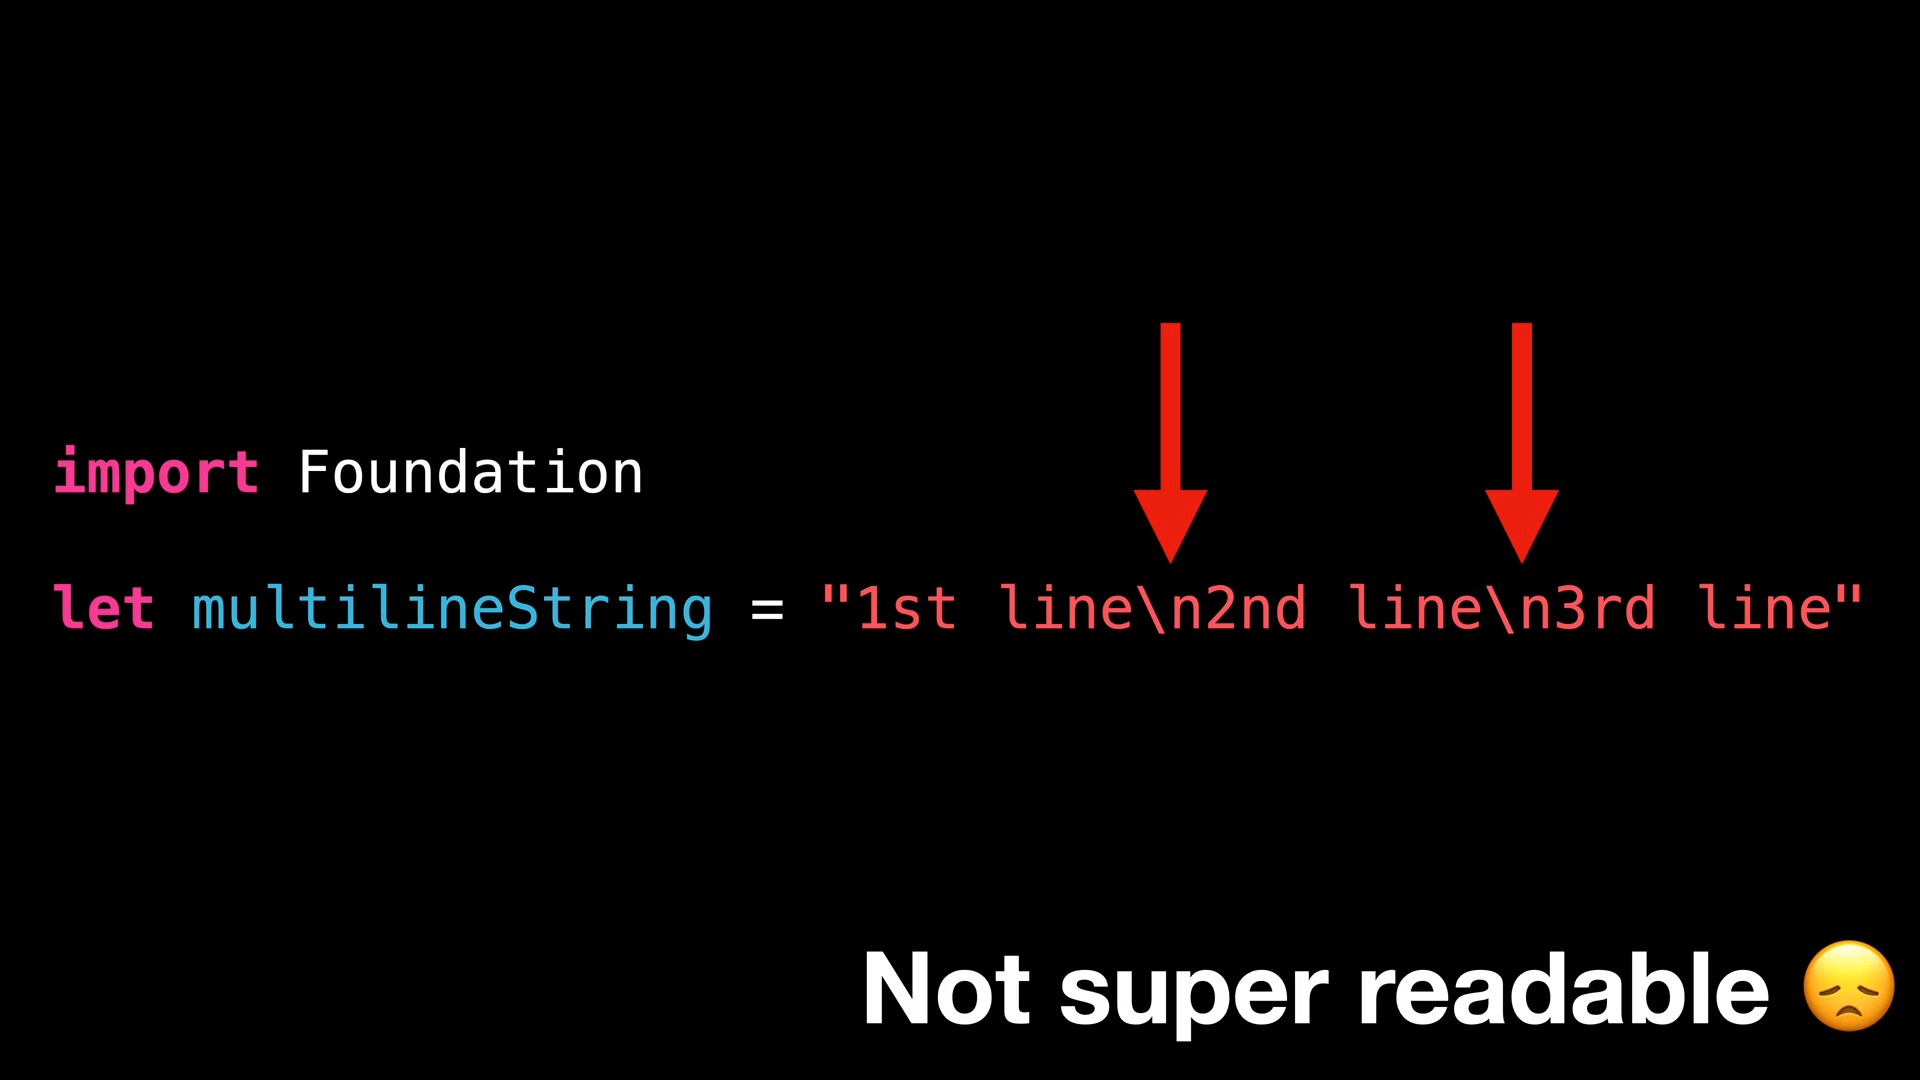 import Foundation
let multilineString = "1st line\n2nd line\n3rd line"
Not super readable 😞